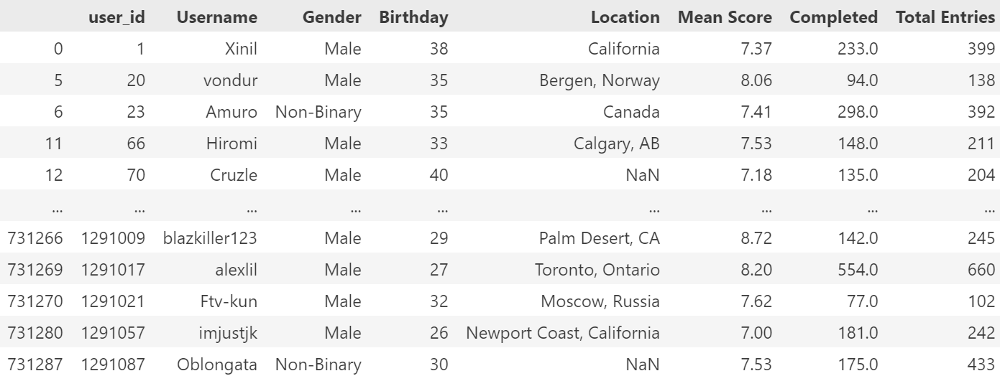 user_id Username Gender Birthday Location Mean Score Completed Total Entries
0 1 Xinil Male 38 California 7.37 233.0 399
5 20 vondur Male 35 Bergen, Norway 8.06 94.0 138
6 23 Amuro Non-Binary 35 Canada 7.41 298.0 392
11 66 Hiromi Male 33 Calgary, AB 7.53 148.0 211
12 70 Cruzle Male 40 NaN 7.18 135.0 204
... ... ... ... ... ... ... ... ...
731266 1291009 blazkiller123 Male 29 Palm Desert, CA 8.72 142.0 245
731269 1291017 alexlil Male 27 Toronto, Ontario 8.20 554.0 660
731270 1291021 Ftv-kun Male 32 Moscow, Russia 7.62 77.0 102
731280 1291057 imjustjk Male 26 Newport Coast, California 7.00 181.0 242
731287 1291087 Oblongata Non-Binary 30 NaN 7.53 175.0 433